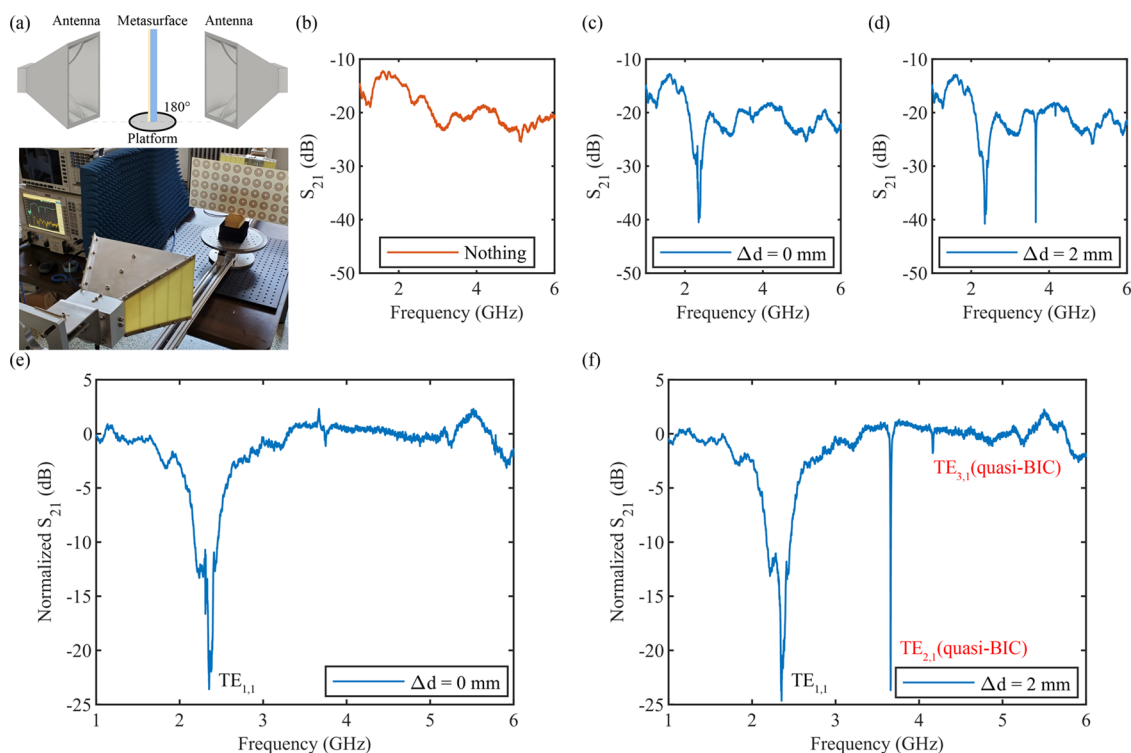 (a)
Antenna
Metasurface
Antenna
180°
Platform
(b)
-10
-20
-30
-40
-50
S21 (dB)
Nothing
2
4
6
Frequency (GHz)
(c)
-10
-20
-30
-40
-50
S21 (dB)
Δd = 0 mm
2
4
6
Frequency (GHz)
(d)
-10
-20
-30
-40
-50
S21 (dB)
Δd = 2 mm
2
4
6
Frequency (GHz)
(e)
5
0
-5
-10
-15
-20
-25
Normalized S21 (dB)
TE1,1
Δd = 0 mm
1
2
3
4
5
6
Frequency (GHz)
(f)
5
0
-5
-10
-15
-20
-25
Normalized S21 (dB)
TE3,1(quasi-BIC)
TE2,1(quasi-BIC)
TE1,1
Δd = 2 mm
1
2
3
4
5
6
Frequency (GHz)